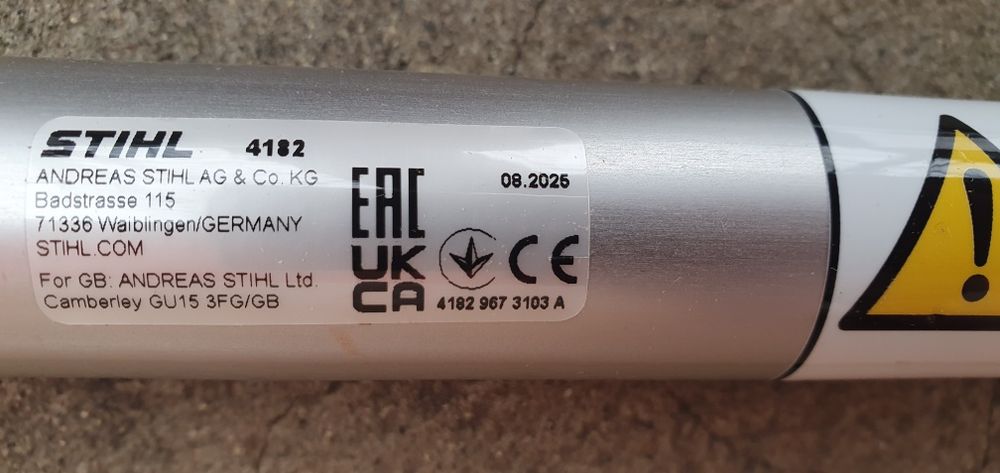 STIHL 4182
ANDREAS STIHL AG & Co. KG
Badstrasse 115
71336 Waiblingen/GERMANY
STIHL.COM
For GB: ANDREAS STIHL Ltd.
Camberley GU15 3FG/GB
EAC
UK
CA
08.2025
CE
4182 967 3103 A
!